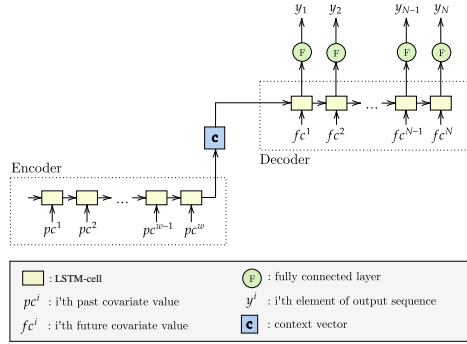 y₁ y₂ yₙ₋₁ yₙ
F F F F
... 
fc¹ fc² fcᴺ⁻¹ fcᴺ
Decoder
c
Encoder
...
pc¹ pc² pcʷ⁻¹ pcʷ
: LSTM-cell
pcⁱ : i'th past covariate value
fcⁱ : i'th future covariate value
F : fully connected layer
yⁱ : i'th element of output sequence
c : context vector